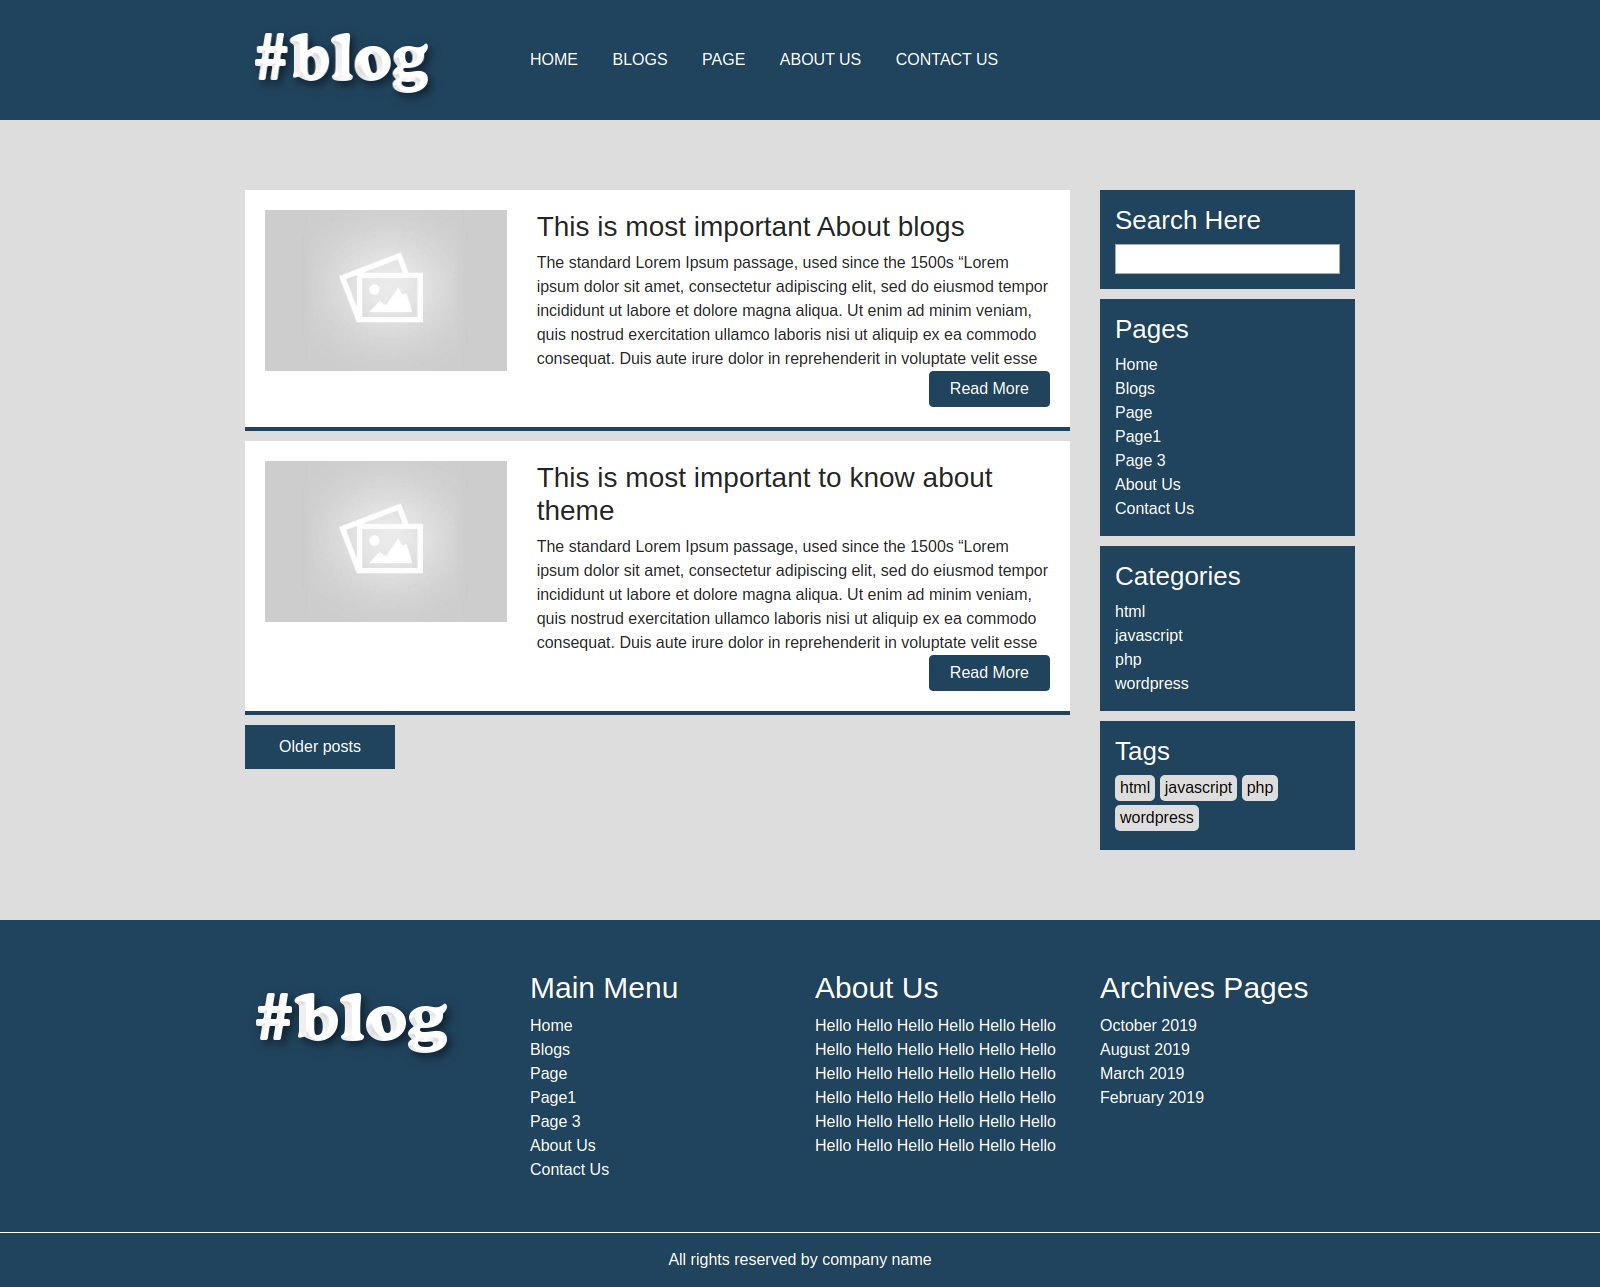 #blog
HOME BLOGS PAGE ABOUT US CONTACT US
This is most important About blogs
The standard Lorem Ipsum passage, used since the 1500s “Lorem
ipsum dolor sit amet, consectetur adipiscing elit, sed do eiusmod tempor
incididunt ut labore et dolore magna aliqua. Ut enim ad minim veniam,
quis nostrud exercitation ullamco laboris nisi ut aliquip ex ea commodo
consequat. Duis aute irure dolor in reprehenderit in voluptate velit esse
Read More
This is most important to know about
theme
The standard Lorem Ipsum passage, used since the 1500s “Lorem
ipsum dolor sit amet, consectetur adipiscing elit, sed do eiusmod tempor
incididunt ut labore et dolore magna aliqua. Ut enim ad minim veniam,
quis nostrud exercitation ullamco laboris nisi ut aliquip ex ea commodo
consequat. Duis aute irure dolor in reprehenderit in voluptate velit esse
Read More
Older posts
Search Here
Pages
Home
Blogs
Page
Page1
Page 3
About Us
Contact Us
Categories
html
javascript
php
wordpress
Tags
html javascript php
wordpress
#blog
Main Menu
Home
Blogs
Page
Page1
Page 3
About Us
Contact Us
About Us
Hello Hello Hello Hello Hello Hello
Hello Hello Hello Hello Hello Hello
Hello Hello Hello Hello Hello Hello
Hello Hello Hello Hello Hello Hello
Hello Hello Hello Hello Hello Hello
Hello Hello Hello Hello Hello Hello
Archives Pages
October 2019
August 2019
March 2019
February 2019
All rights reserved by company name